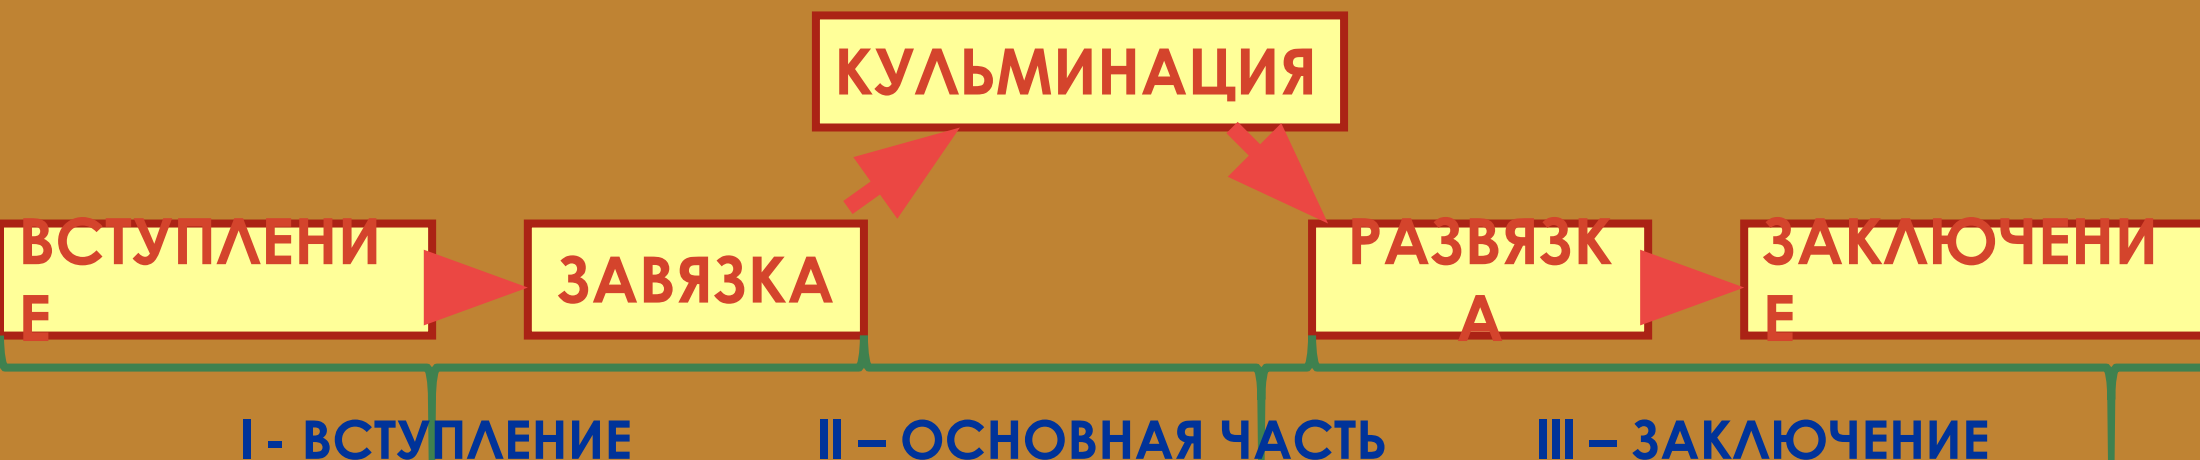 КУЛЬМИНАЦИЯ
ВСТУПЛЕНИ
Е
ЗАВЯЗКА
РАЗВЯЗК
А
ЗАКЛЮЧЕНИ
Е
I - ВСТУПЛЕНИЕ
II – ОСНОВНАЯ ЧАСТЬ
III – ЗАКЛЮЧЕНИЕ